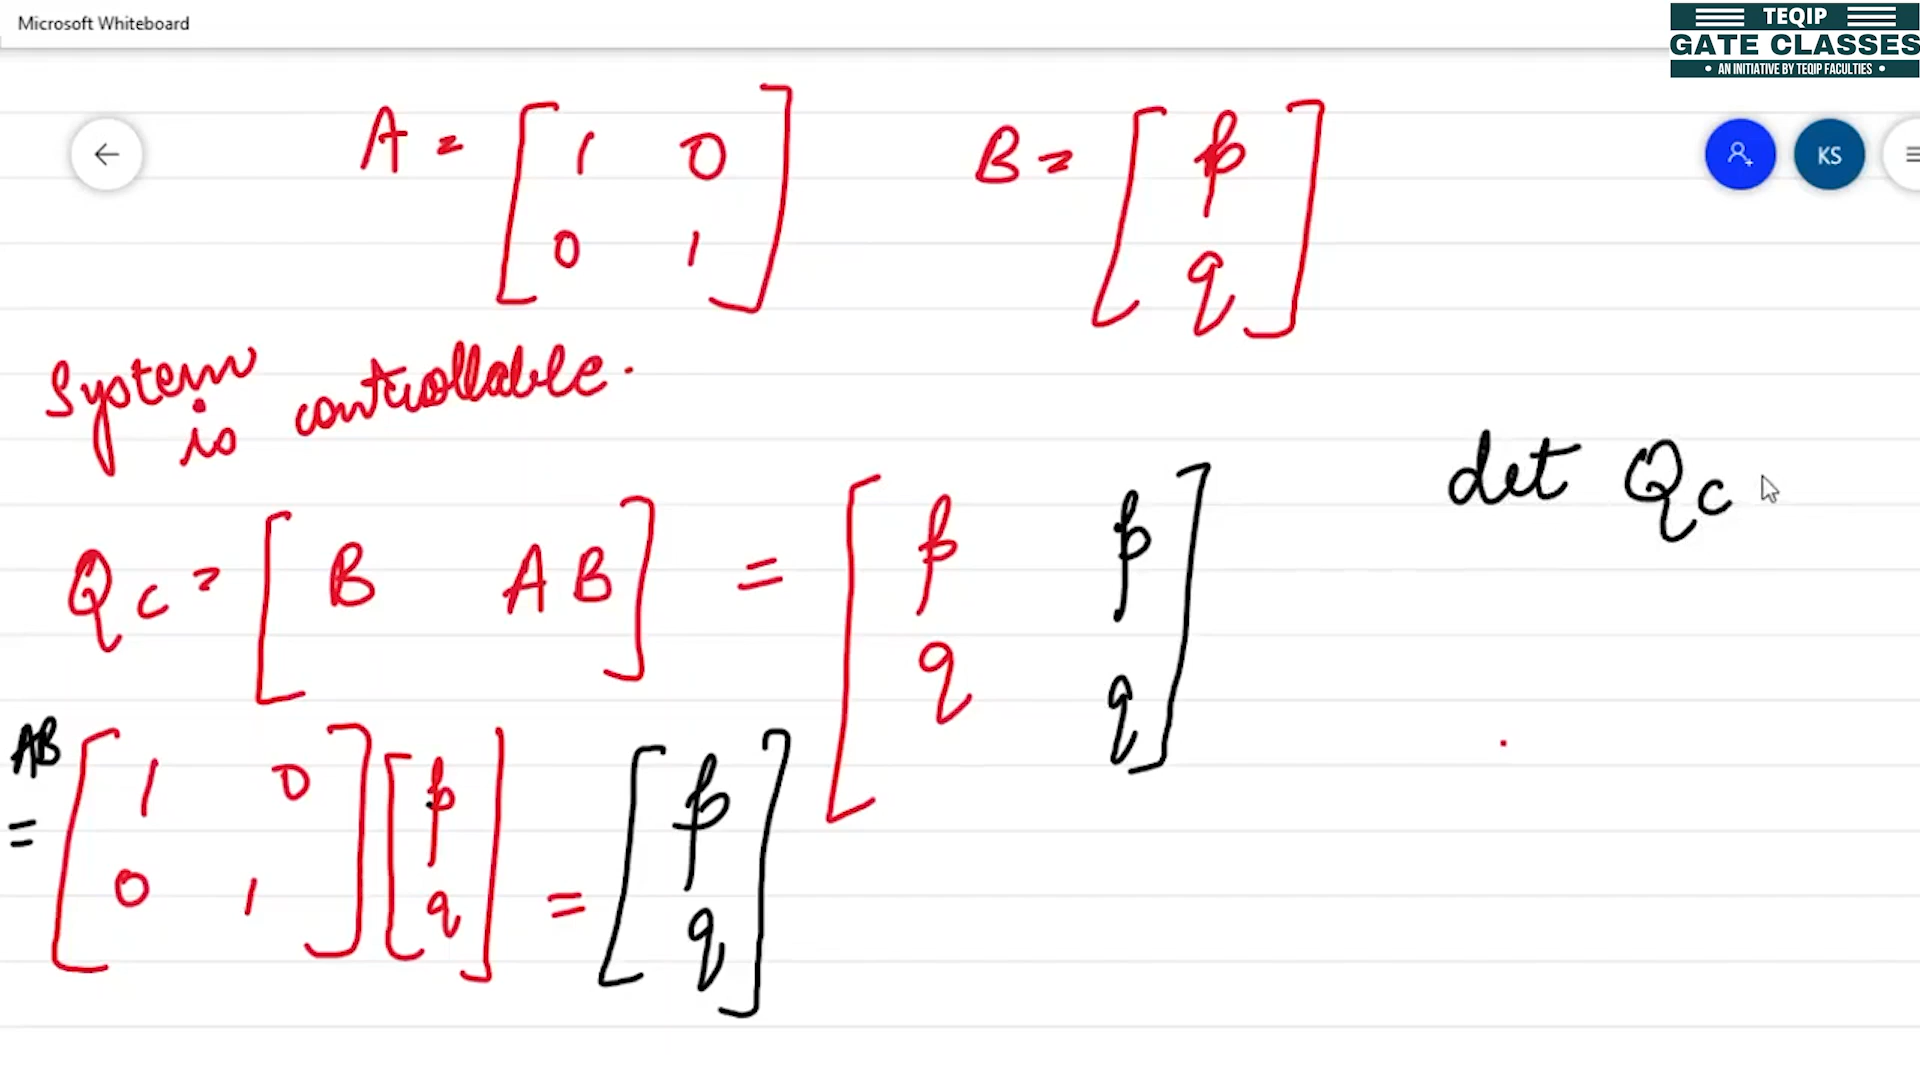 Microsoft Whiteboard
TEQIP
GATE CLASSES
• AN INITIATIVE BY TEQIP FACULTIES •
KS
A = [ 1 0
0 1 ]
B = [ p
q ]
System is controllable.
Qc = [ B AB ] = [ p p
q q ]
det Qc
AB = [ 1 0
0 1 ] [ p
q ] = [ p
q ]